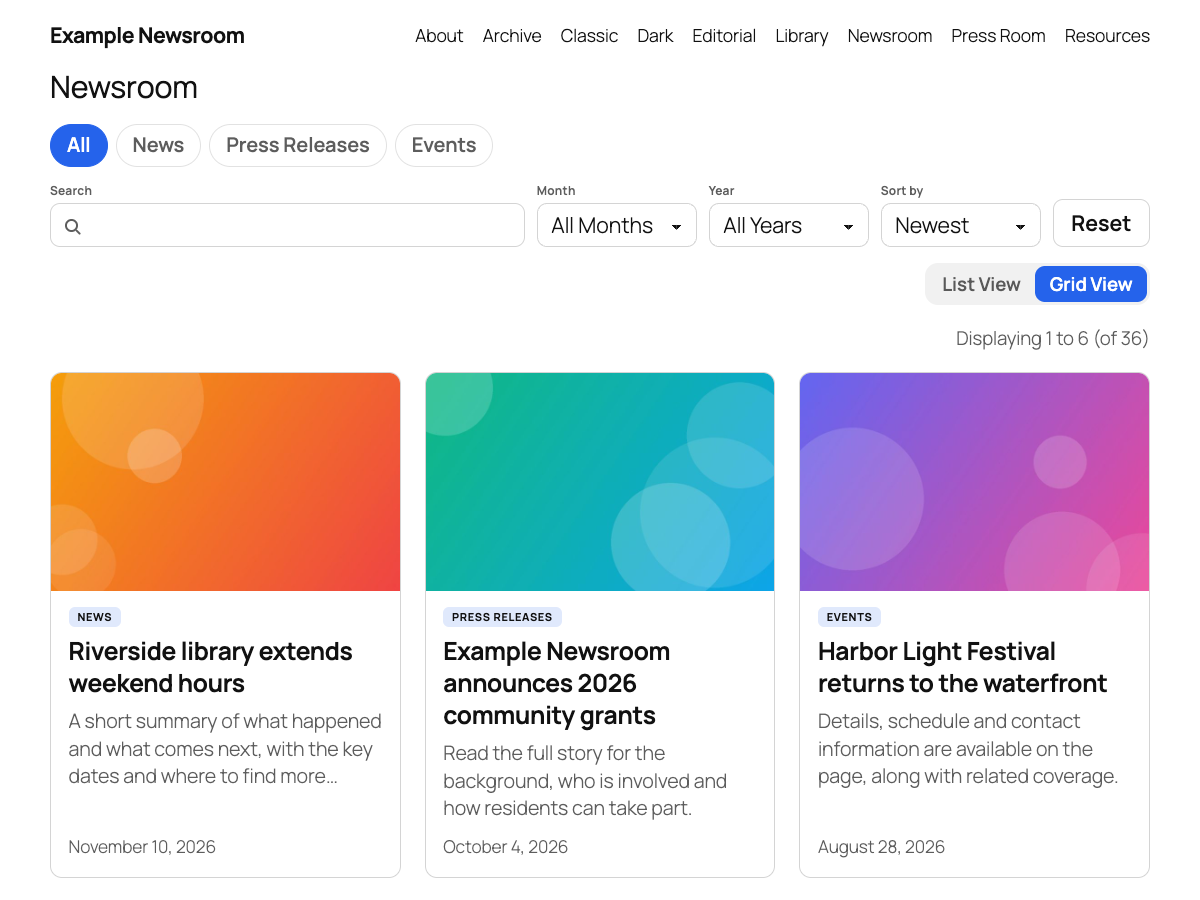 Example Newsroom
About Archive Classic Dark Editorial Library Newsroom Press Room Resources
Newsroom
All News Press Releases Events
Search Month Year Sort by
All Months All Years Newest Reset
List View Grid View
Displaying 1 to 6 (of 36)
NEWS
Riverside library extends
weekend hours
A short summary of what happened
and what comes next, with the key
dates and where to find more…
November 10, 2026
PRESS RELEASES
Example Newsroom
announces 2026
community grants
Read the full story for the
background, who is involved and
how residents can take part.
October 4, 2026
EVENTS
Harbor Light Festival
returns to the waterfront
Details, schedule and contact
information are available on the
page, along with related coverage.
August 28, 2026